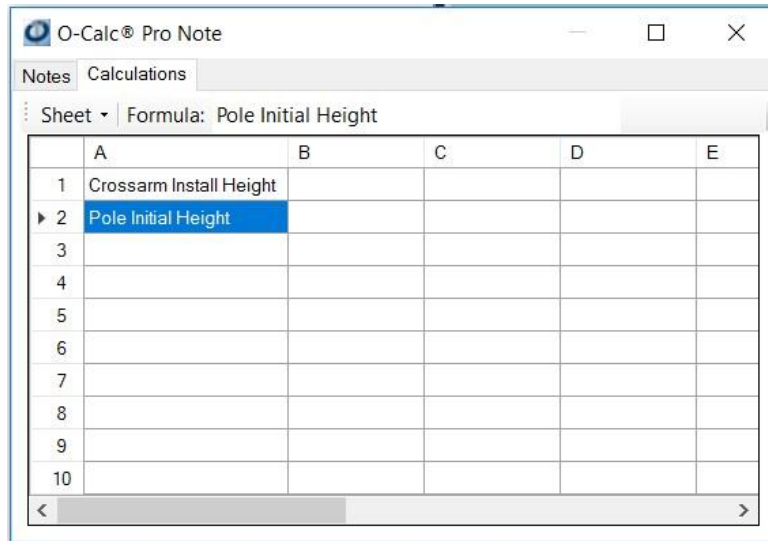 O-Calc® Pro Note
Notes Calculations
Sheet Formula: Pole Initial Height
A B C D E
1 Crossarm Install Height
2 Pole Initial Height
3
4
5
6
7
8
9
10